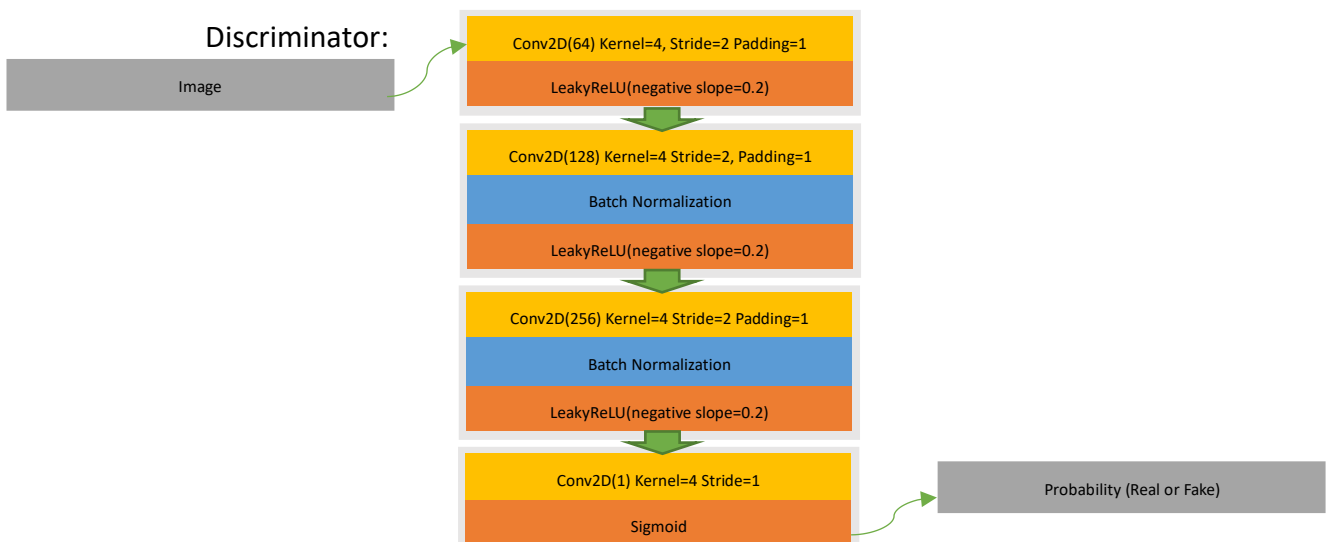 Discriminator:
Image
Conv2D(64) Kernel=4, Stride=2 Padding=1
LeakyReLU(negative slope=0.2)
Conv2D(128) Kernel=4 Stride=2, Padding=1
Batch Normalization
LeakyReLU(negative slope=0.2)
Conv2D(256) Kernel=4 Stride=2 Padding=1
Batch Normalization
LeakyReLU(negative slope=0.2)
Conv2D(1) Kernel=4 Stride=1
Sigmoid
Probability (Real or Fake)